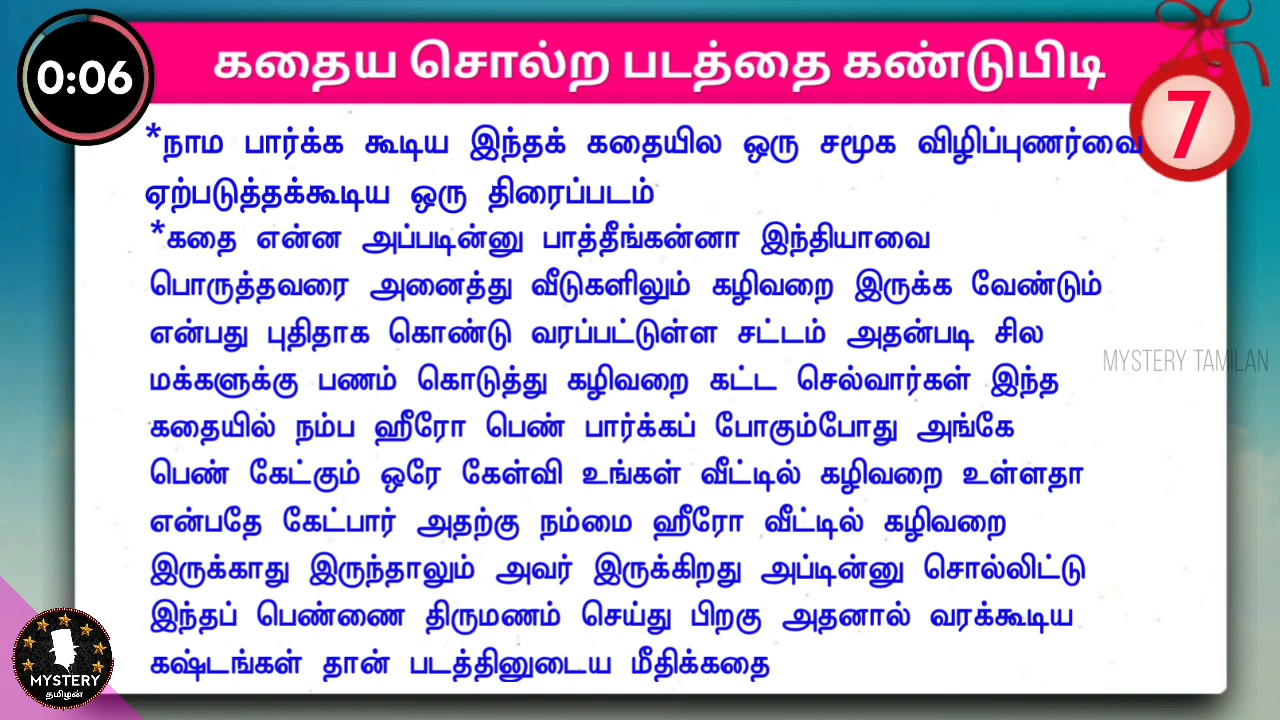 0:06
கதைய சொல்ற படத்தை கண்டுபிடி
7
*நாம பார்க்க கூடிய இந்தக் கதையில ஒரு சமூக விழிப்புணர்வை
ஏற்படுத்தக்கூடிய ஒரு திரைப்படம்
*கதை என்ன அப்படின்னு பாத்தீங்கன்னா இந்தியாவை
பொருத்தவரை அனைத்து வீடுகளிலும் கழிவறை இருக்க வேண்டும்
என்பது புதிதாக கொண்டு வரப்பட்டுள்ள சட்டம் அதன்படி சில
MYSTERY TAMILAN
மக்களுக்கு பணம் கொடுத்து கழிவறை கட்ட செல்வார்கள் இந்த
கதையில் நம்ப ஹீரோ பெண் பார்க்கப் போகும்போது அங்கே
பெண் கேட்கும் ஒரே கேள்வி உங்கள் வீட்டில் கழிவறை உள்ளதா
என்பதே கேட்பார் அதற்கு நம்மை ஹீரோ வீட்டில் கழிவறை
இருக்காது இருந்தாலும் அவர் இருக்கிறது அப்டின்னு சொல்லிட்டு
இந்தப் பெண்ணை திருமணம் செய்து பிறகு அதனால் வரக்கூடிய
கஷ்டங்கள் தான் படத்தினுடைய மீதிக்கதை
MYSTERY
தமிழன்